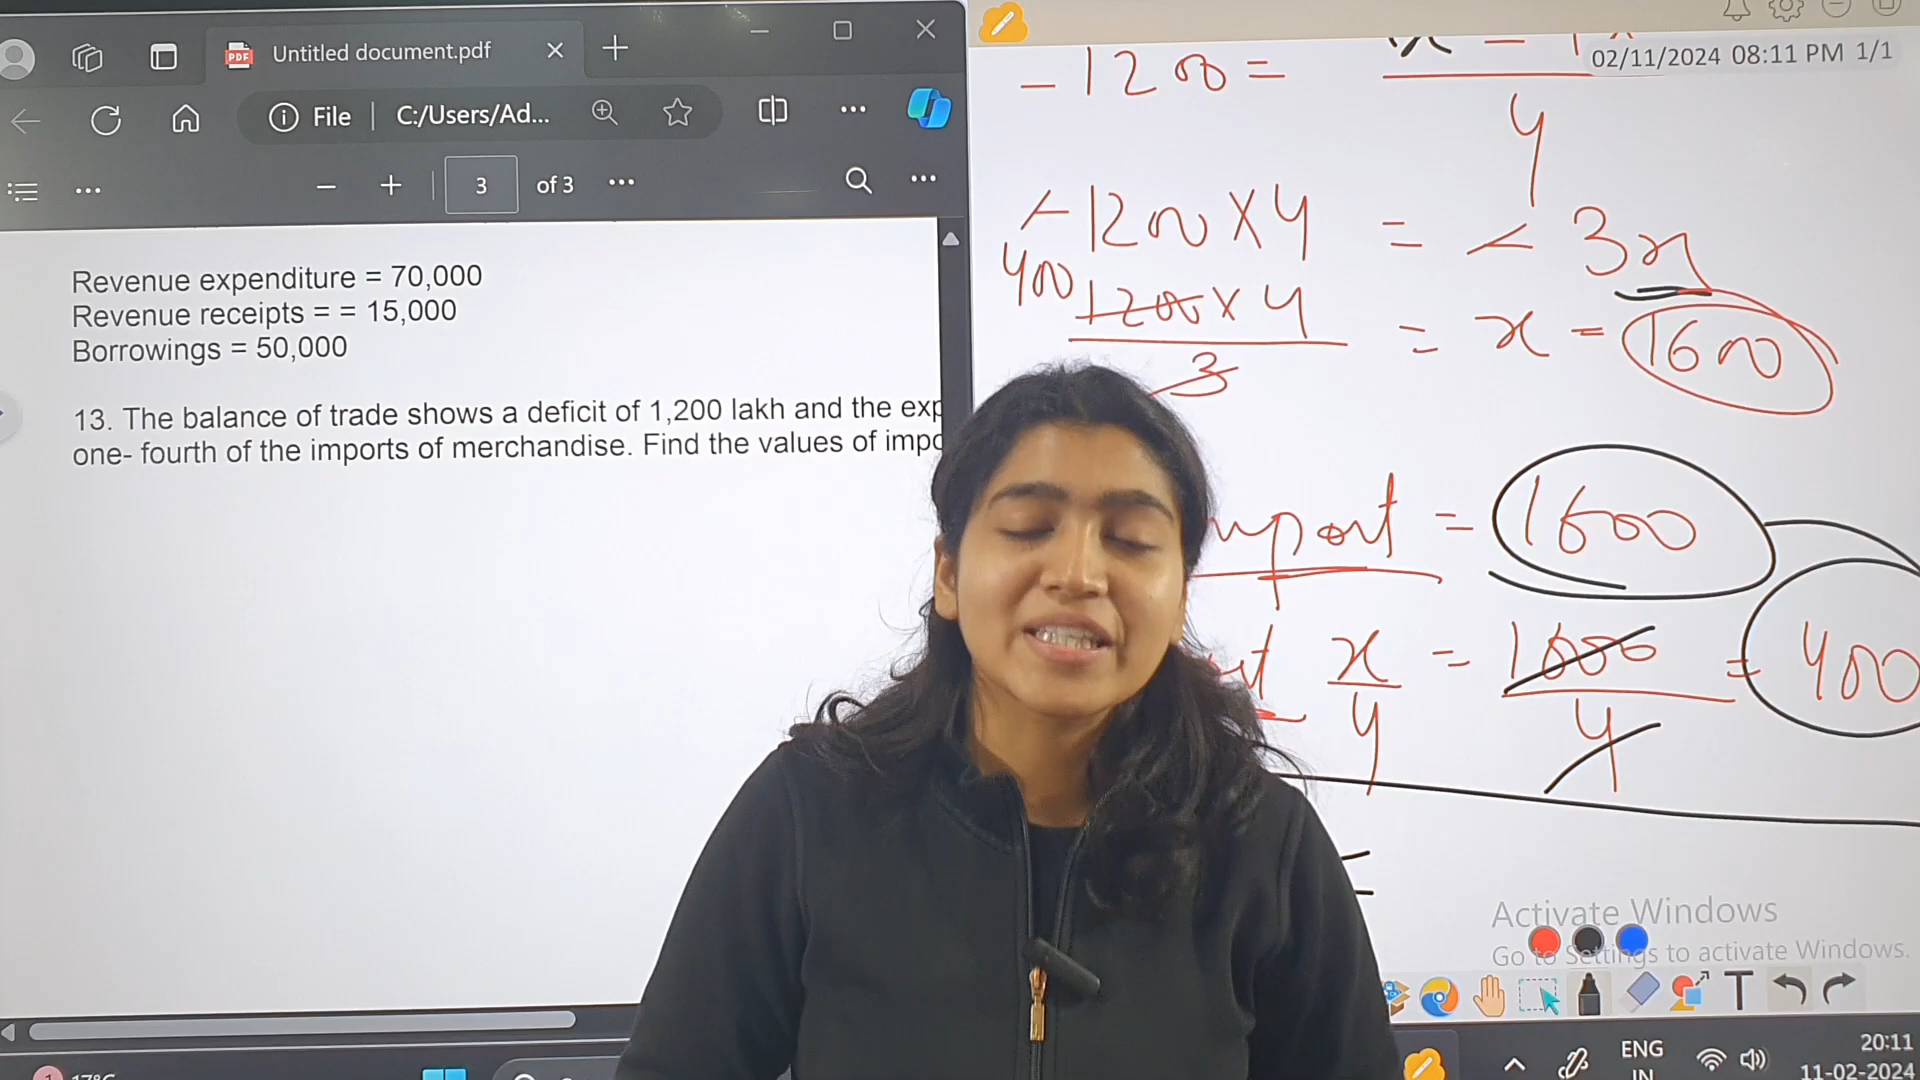 Untitled document.pdf
File
C:/Users/Ad...
3
of 3
Revenue expenditure = 70,000
Revenue receipts = = 15,000
Borrowings = 50,000
13. The balance of trade shows a deficit of 1,200 lakh and the exp
one- fourth of the imports of merchandise. Find the values of impo
02/11/2024 08:11 PM 1/1
- 1200 =
4
- 1200 X 4 = - 3x
400
1200 x 4 = x = 1600
3
mport = 1600
x = 1600 = 400
4 4
Activate Windows
Go to Settings to activate Windows.
T
ENG
IN
20:11
11-02-2024
17°C